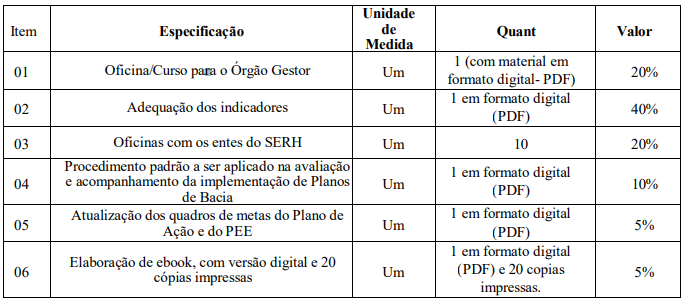 Item Especificação Unidade de Medida Quant Valor
01 Oficina/Curso para o Órgão Gestor Um 1 (com material em formato digital- PDF) 20%
02 Adequação dos indicadores Um 1 em formato digital (PDF) 40%
03 Oficinas com os entes do SERH Um 10 20%
04 Procedimento padrão a ser aplicado na avaliação e acompanhamento da implementação de Planos de Bacia Um 1 em formato digital (PDF) 10%
05 Atualização dos quadros de metas do Plano de Ação e do PEE Um 1 em formato digital (PDF) 5%
06 Elaboração de ebook, com versão digital e 20 cópias impressas Um 1 em formato digital (PDF) e 20 copias impressas. 5%